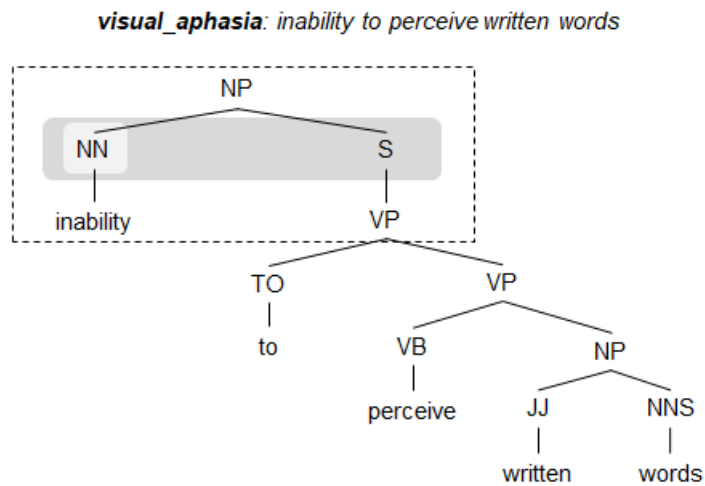 visual_aphasia: inability to perceive written words
NP
NN S
inability VP
TO VP
to VB NP
perceive JJ NNS
written words